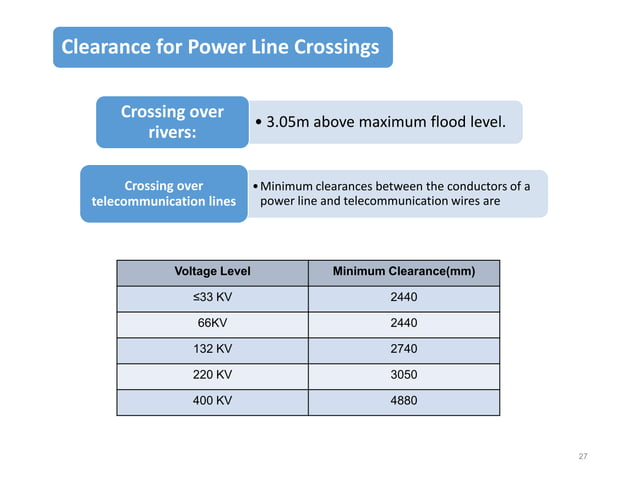 Clearance for Power Line Crossings
Crossing over
rivers:
• 3.05m above maximum flood level.
Crossing over
telecommunication lines
•Minimum clearances between the conductors of a
power line and telecommunication wires are
Voltage Level Minimum Clearance(mm)
≤33 KV 2440
66KV 2440
132 KV 2740
220 KV 3050
400 KV 4880
27